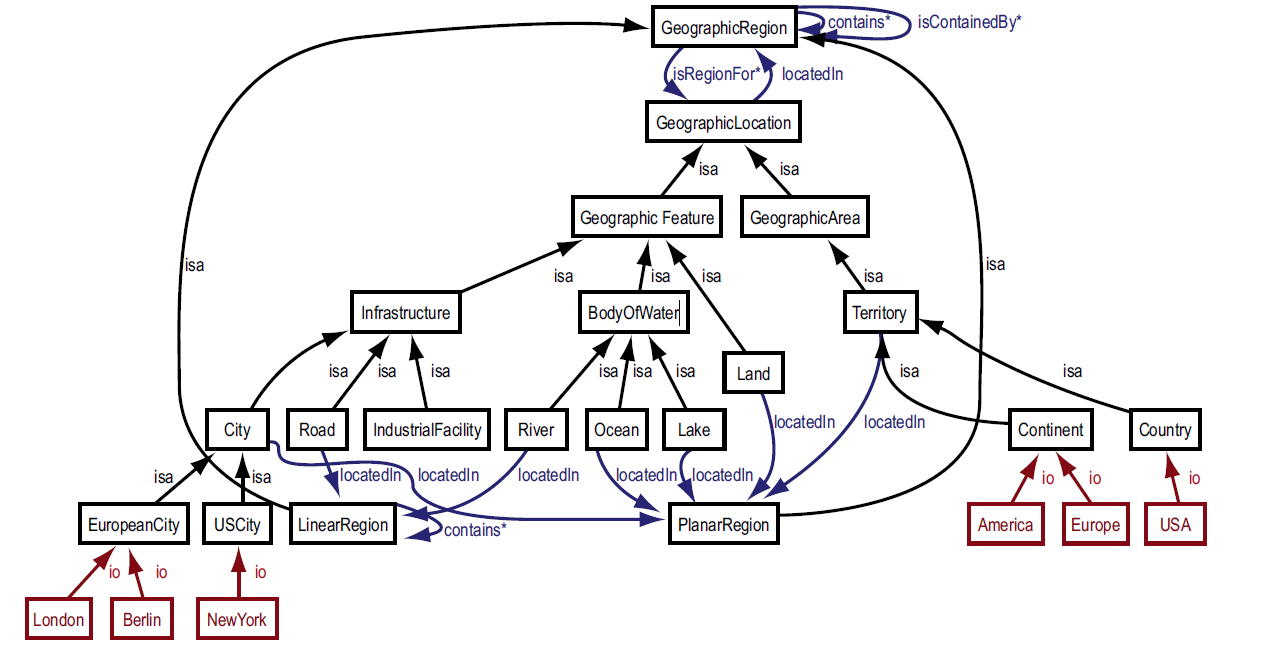 GeographicRegion
contains*
isContainedBy*
isRegionFor*
locatedIn
GeographicLocation
isa
isa
Geographic Feature
GeographicArea
isa
isa
isa
isa
isa
isa
Infrastructure
BodyOfWater
Territory
isa
isa
isa
isa
isa
isa
isa
isa
Land
City
Road
IndustrialFacility
River
Ocean
Lake
locatedIn
locatedIn
Continent
Country
isa
isa
locatedIn
locatedIn
locatedIn
locatedIn
locatedIn
io
io
io
EuropeanCity
USCity
LinearRegion
contains*
PlanarRegion
America
Europe
USA
io
io
io
London
Berlin
NewYork